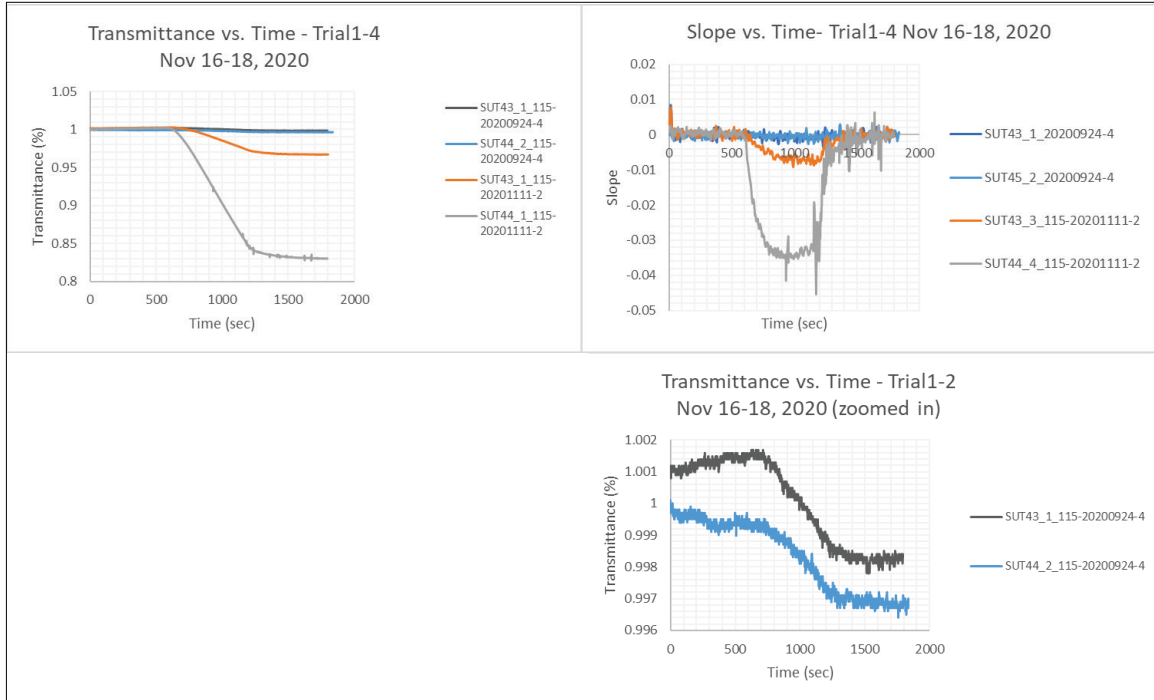 Transmittance vs. Time - Trial1-4
Nov 16-18, 2020
1.05
1
0.95
0.9
0.85
0.8
Transmittance (%)
0
500
1000
1500
2000
Time (sec)
SUT43_1_115-
20200924-4
SUT44_2_115-
20200924-4
SUT43_1_115-
20201111-2
SUT44_1_115-
20201111-2
Slope vs. Time- Trial1-4 Nov 16-18, 2020
0.02
0.01
0
-0.01
-0.02
-0.03
-0.04
-0.05
Slope
0
500
1000
1500
2000
Time (sec)
SUT43_1_20200924-4
SUT45_2_20200924-4
SUT43_3_115-20201111-2
SUT44_4_115-20201111-2
Transmittance vs. Time - Trial1-2
Nov 16-18, 2020 (zoomed in)
1.002
1.001
1
0.999
0.998
0.997
0.996
Transmittance (%)
0
500
1000
1500
2000
Time (sec)
SUT43_1_115-20200924-4
SUT44_2_115-20200924-4